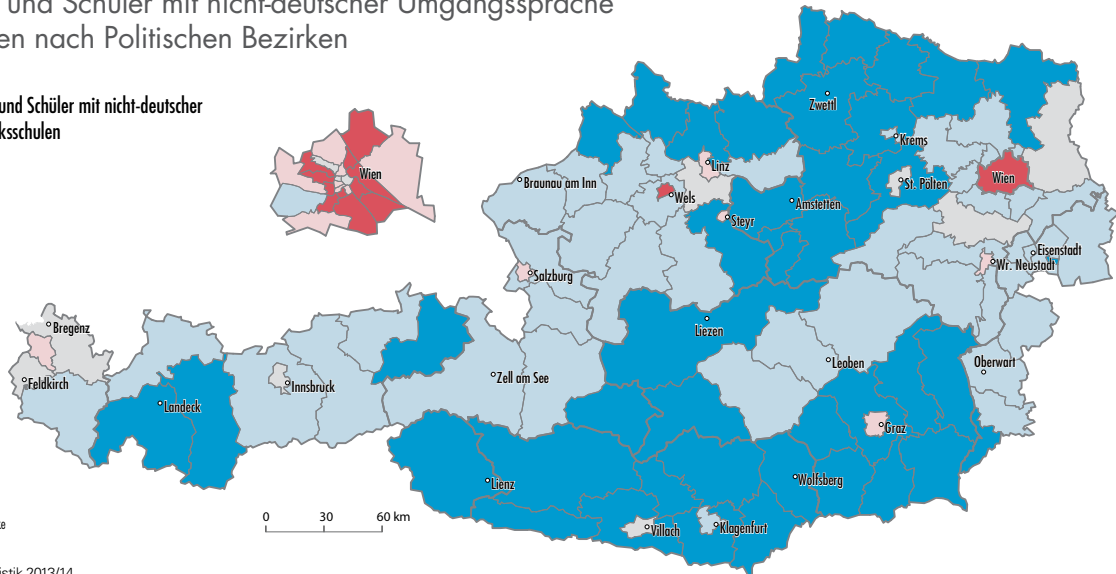 und Schüler mit nicht-deutscher Umgangssprache
en nach Politischen Bezirken
und Schüler mit nicht-deutscher
ksschulen
Wien
Zwettl
Krems
Linz
Wien
Braunau am Inn
St. Pölten
Wels
Amstetten
Steyr
Eisenstadt
Wr. Neustadt
Salzburg
Bregenz
Liezen
Leoben
Oberwart
Zell am See
Feldkirch
Innsbruck
Landeck
Graz
Wolfsberg
Lienz
0 30 60 km
Villach
Klagenfurt
istik 2013/14